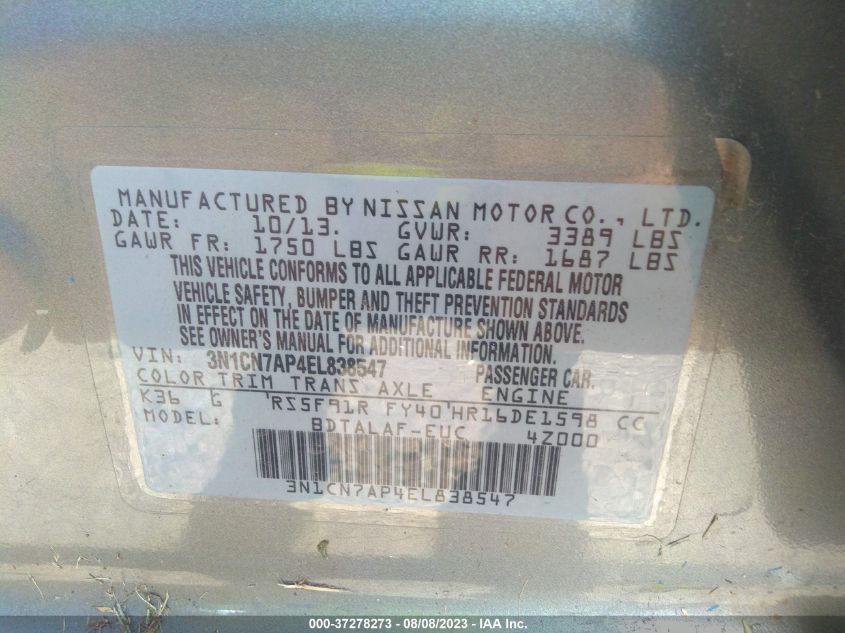 MANUFACTURED BY NISSAN MOTOR CO., LTD.
DATE: 10/13. GVWR: 3389 LBS
GAWR FR: 1750 LBS GAWR RR: 1687 LBS
THIS VEHICLE CONFORMS TO ALL APPLICABLE FEDERAL MOTOR
VEHICLE SAFETY, BUMPER AND THEFT PREVENTION STANDARDS
IN EFFECT ON THE DATE OF MANUFACTURE SHOWN ABOVE.
SEE OWNER'S MANUAL FOR ADDITIONAL INFORMATION.
VIN: 3N1CN7AP4EL838547 PASSENGER CAR.
COLOR TRIM TRANS AXLE ENGINE
K36 G 'RS5F91R FY40'HR16DE1598 CC
MODEL: BDTALAF-EUC 4Z000
3N1CN7AP4EL838547
000-37278273 - 08/08/2023 - IAA Inc.